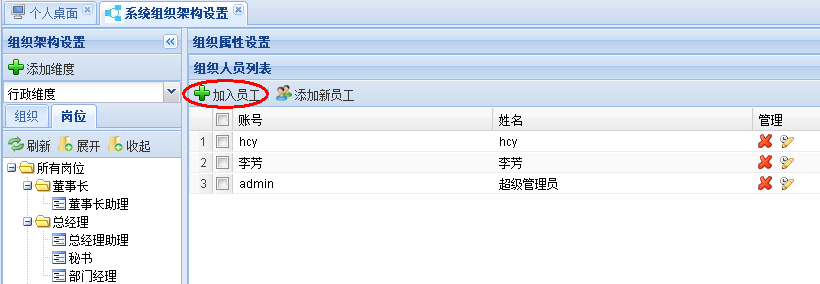 个人桌面 系统组织架构设置
组织架构设置
添加维度
行政维度
组织 岗位
刷新 展开 收起
所有岗位
董事长
董事长助理
总经理
总经理助理
秘书
部门经理
组织属性设置
组织人员列表
加入员工 添加新员工
账号 姓名 管理
1 hcy hcy
2 李芳 李芳
3 admin 超级管理员